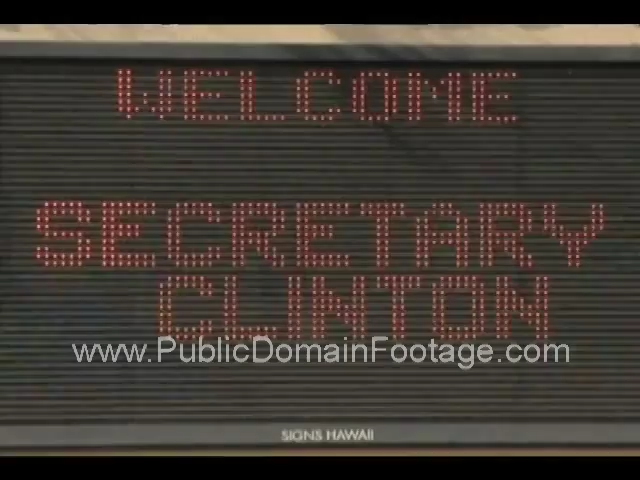 WELCOME
SECRETARY
CLINTON
www.PublicDomainFootage.com
SIGNS HAWAII